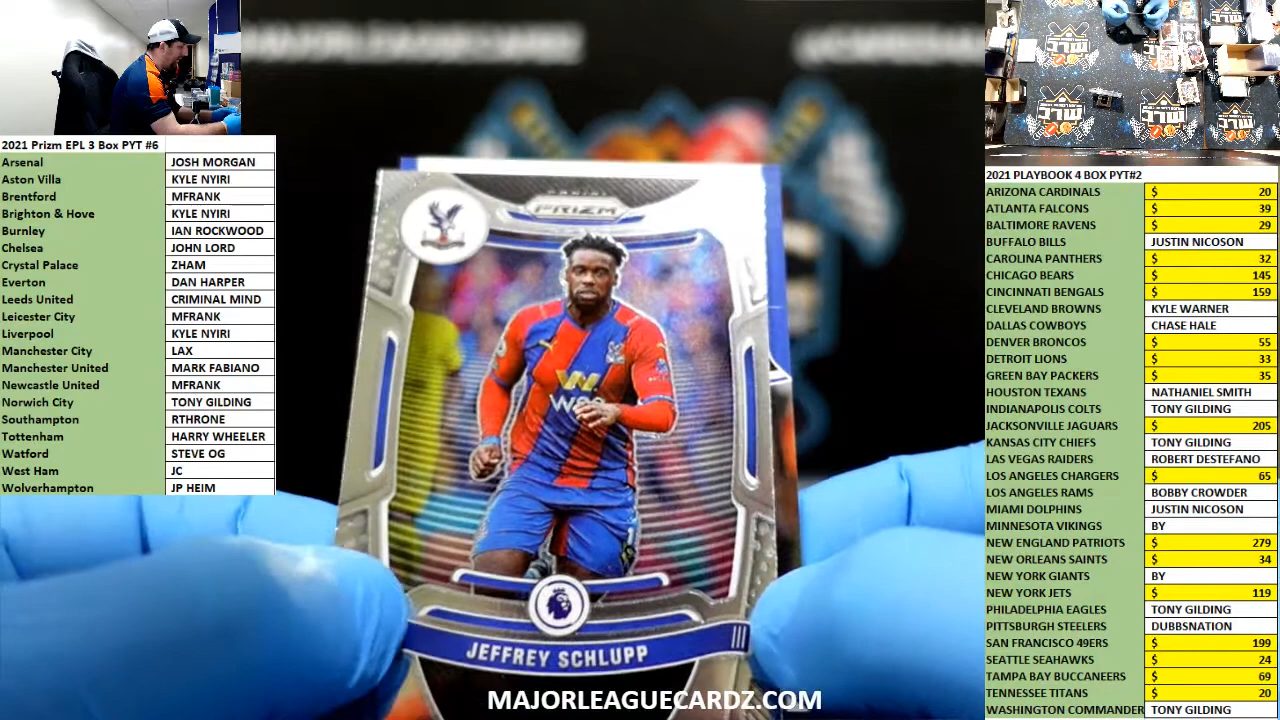 2021 Prizm EPL 3 Box PYT #6
Arsenal JOSH MORGAN
Aston Villa KYLE NYIRI
Brentford MFRANK
Brighton & Hove KYLE NYIRI
Burnley IAN ROCKWOOD
Chelsea JOHN LORD
Crystal Palace ZHAM
Everton DAN HARPER
Leeds United CRIMINAL MIND
Leicester City MFRANK
Liverpool KYLE NYIRI
Manchester City LAX
Manchester United MARK FABIANO
Newcastle United MFRANK
Norwich City TONY GILDING
Southampton RTHRONE
Tottenham HARRY WHEELER
Watford STEVE OG
West Ham JC
Wolverhampton JP HEIM
PANINI
PRIZM
JEFFREY SCHLUPP
MAJORLEAGUECARDZ.COM
2021 PLAYBOOK 4 BOX PYT#2
ARIZONA CARDINALS $ 20
ATLANTA FALCONS $ 39
BALTIMORE RAVENS $ 29
BUFFALO BILLS JUSTIN NICOSON
CAROLINA PANTHERS $ 32
CHICAGO BEARS $ 145
CINCINNATI BENGALS $ 159
CLEVELAND BROWNS KYLE WARNER
DALLAS COWBOYS CHASE HALE
DENVER BRONCOS $ 55
DETROIT LIONS $ 33
GREEN BAY PACKERS $ 35
HOUSTON TEXANS NATHANIEL SMITH
INDIANAPOLIS COLTS TONY GILDING
JACKSONVILLE JAGUARS $ 205
KANSAS CITY CHIEFS TONY GILDING
LAS VEGAS RAIDERS ROBERT DESTEFANO
LOS ANGELES CHARGERS $ 65
LOS ANGELES RAMS BOBBY CROWDER
MIAMI DOLPHINS JUSTIN NICOSON
MINNESOTA VIKINGS BY
NEW ENGLAND PATRIOTS $ 279
NEW ORLEANS SAINTS $ 34
NEW YORK GIANTS BY
NEW YORK JETS $ 119
PHILADELPHIA EAGLES TONY GILDING
PITTSBURGH STEELERS DUBBSNATION
SAN FRANCISCO 49ERS $ 199
SEATTLE SEAHAWKS $ 24
TAMPA BAY BUCCANEERS $ 69
TENNESSEE TITANS $ 20
WASHINGTON COMMANDER TONY GILDING